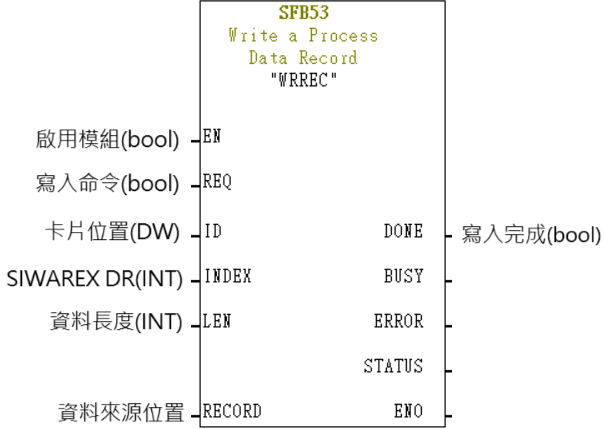 SFB53
Write a Process
Data Record
"WRREC"
啟用模組(bool) EN
寫入命令(bool) REQ
卡片位置(DW) ID DONE 寫入完成(bool)
SIWAREX DR(INT) INDEX BUSY
資料長度(INT) LEN ERROR
STATUS
資料來源位置 RECORD ENO